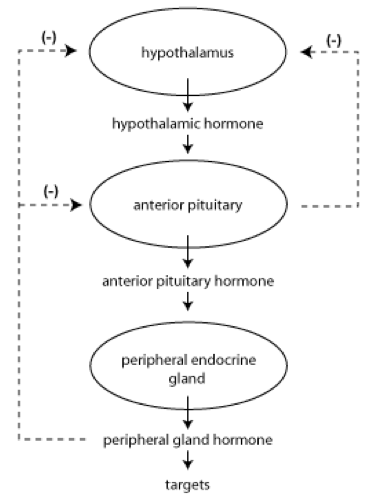 (-)
(-)
hypothalamus
hypothalamic hormone
(-)
anterior pituitary
anterior pituitary hormone
peripheral endocrine
gland
peripheral gland hormone
targets